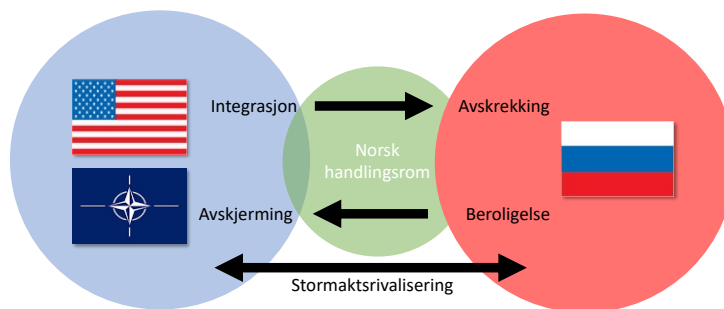 Integrasjon
Avskrekking
Norsk
handlingsrom
Avskjerming
Beroligelse
Stormaktsrivalisering